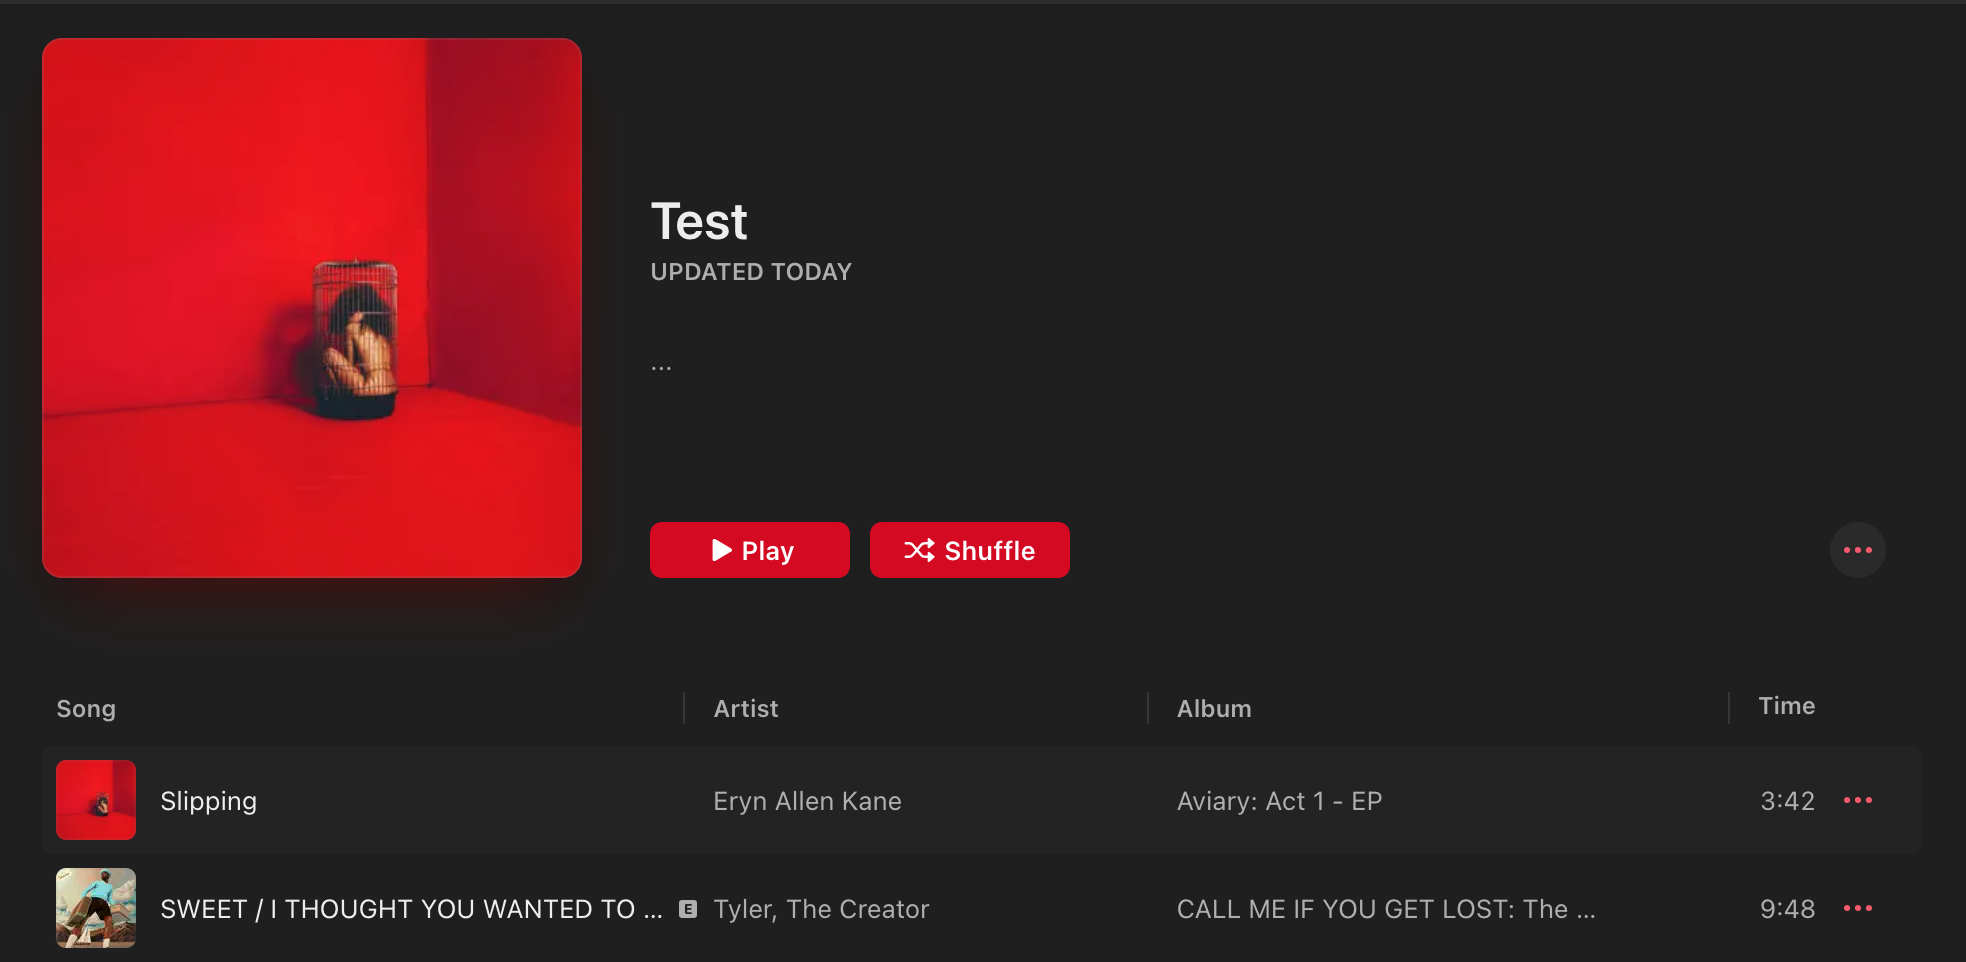 Test
UPDATED TODAY
...
Play
Shuffle
Song Artist Album Time
Slipping Eryn Allen Kane Aviary: Act 1 - EP 3:42
SWEET / I THOUGHT YOU WANTED TO ... E Tyler, The Creator CALL ME IF YOU GET LOST: The ... 9:48